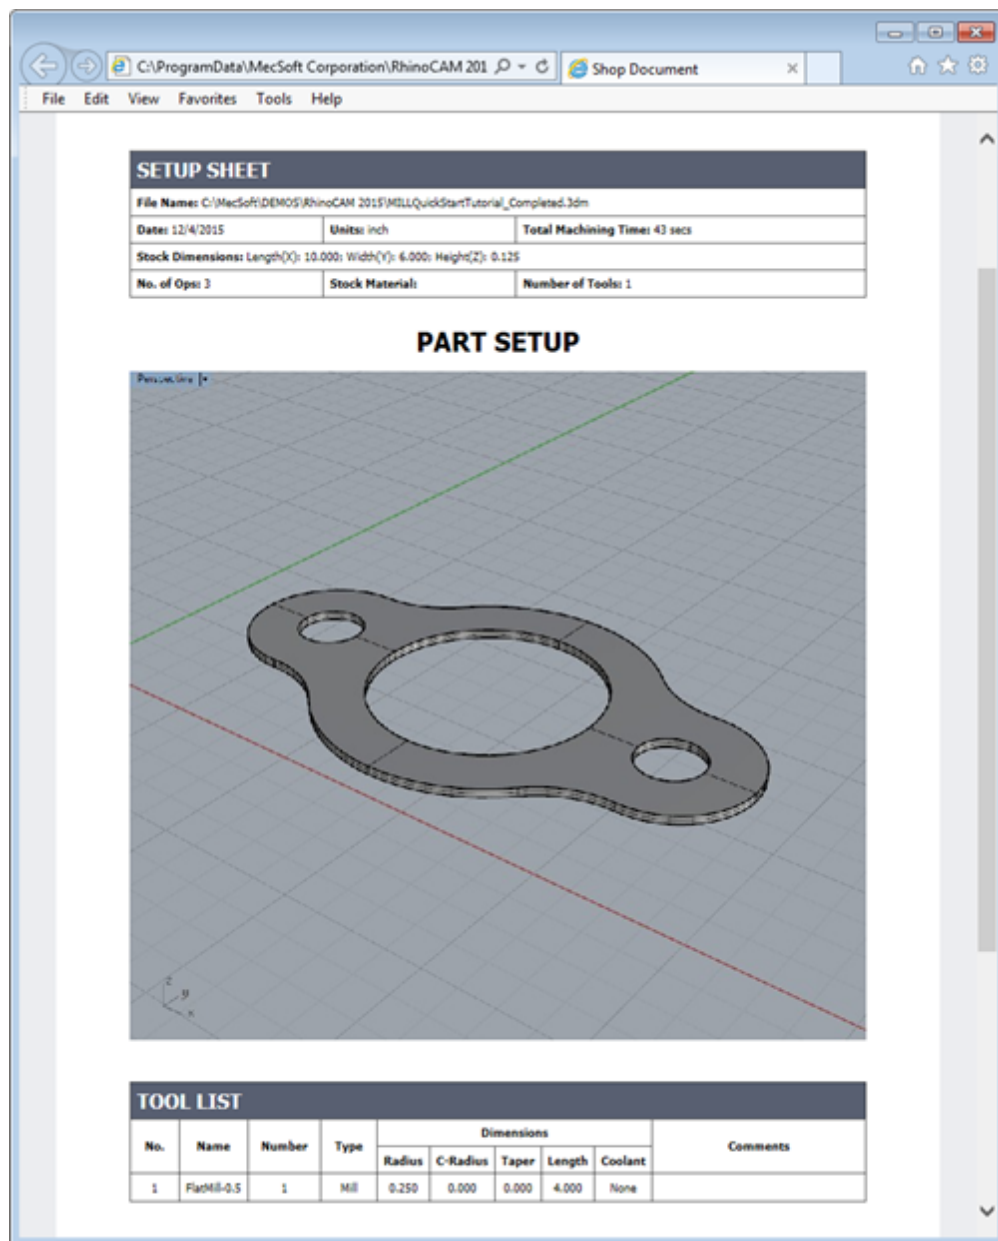 C:\ProgramData\MecSoft Corporation\RhinoCAM 201
Shop Document
File Edit View Favorites Tools Help
SETUP SHEET
File Name: C:\MecSoft\DEMOS\RhinoCAM 2015\MILLQuickStartTutorial_Completed.3dm
Date: 12/4/2015 Units: inch Total Machining Time: 43 secs
Stock Dimensions: Length(X): 10.000; Width(Y): 6.000; Height(Z): 0.125
No. of Ops: 3 Stock Material: Number of Tools: 1
PART SETUP
Perspective
z
y
x
TOOL LIST
No. Name Number Type Dimensions Comments
Radius C-Radius Taper Length Coolant
1 FlatMill-0.5 1 Mill 0.250 0.000 0.000 4.000 None